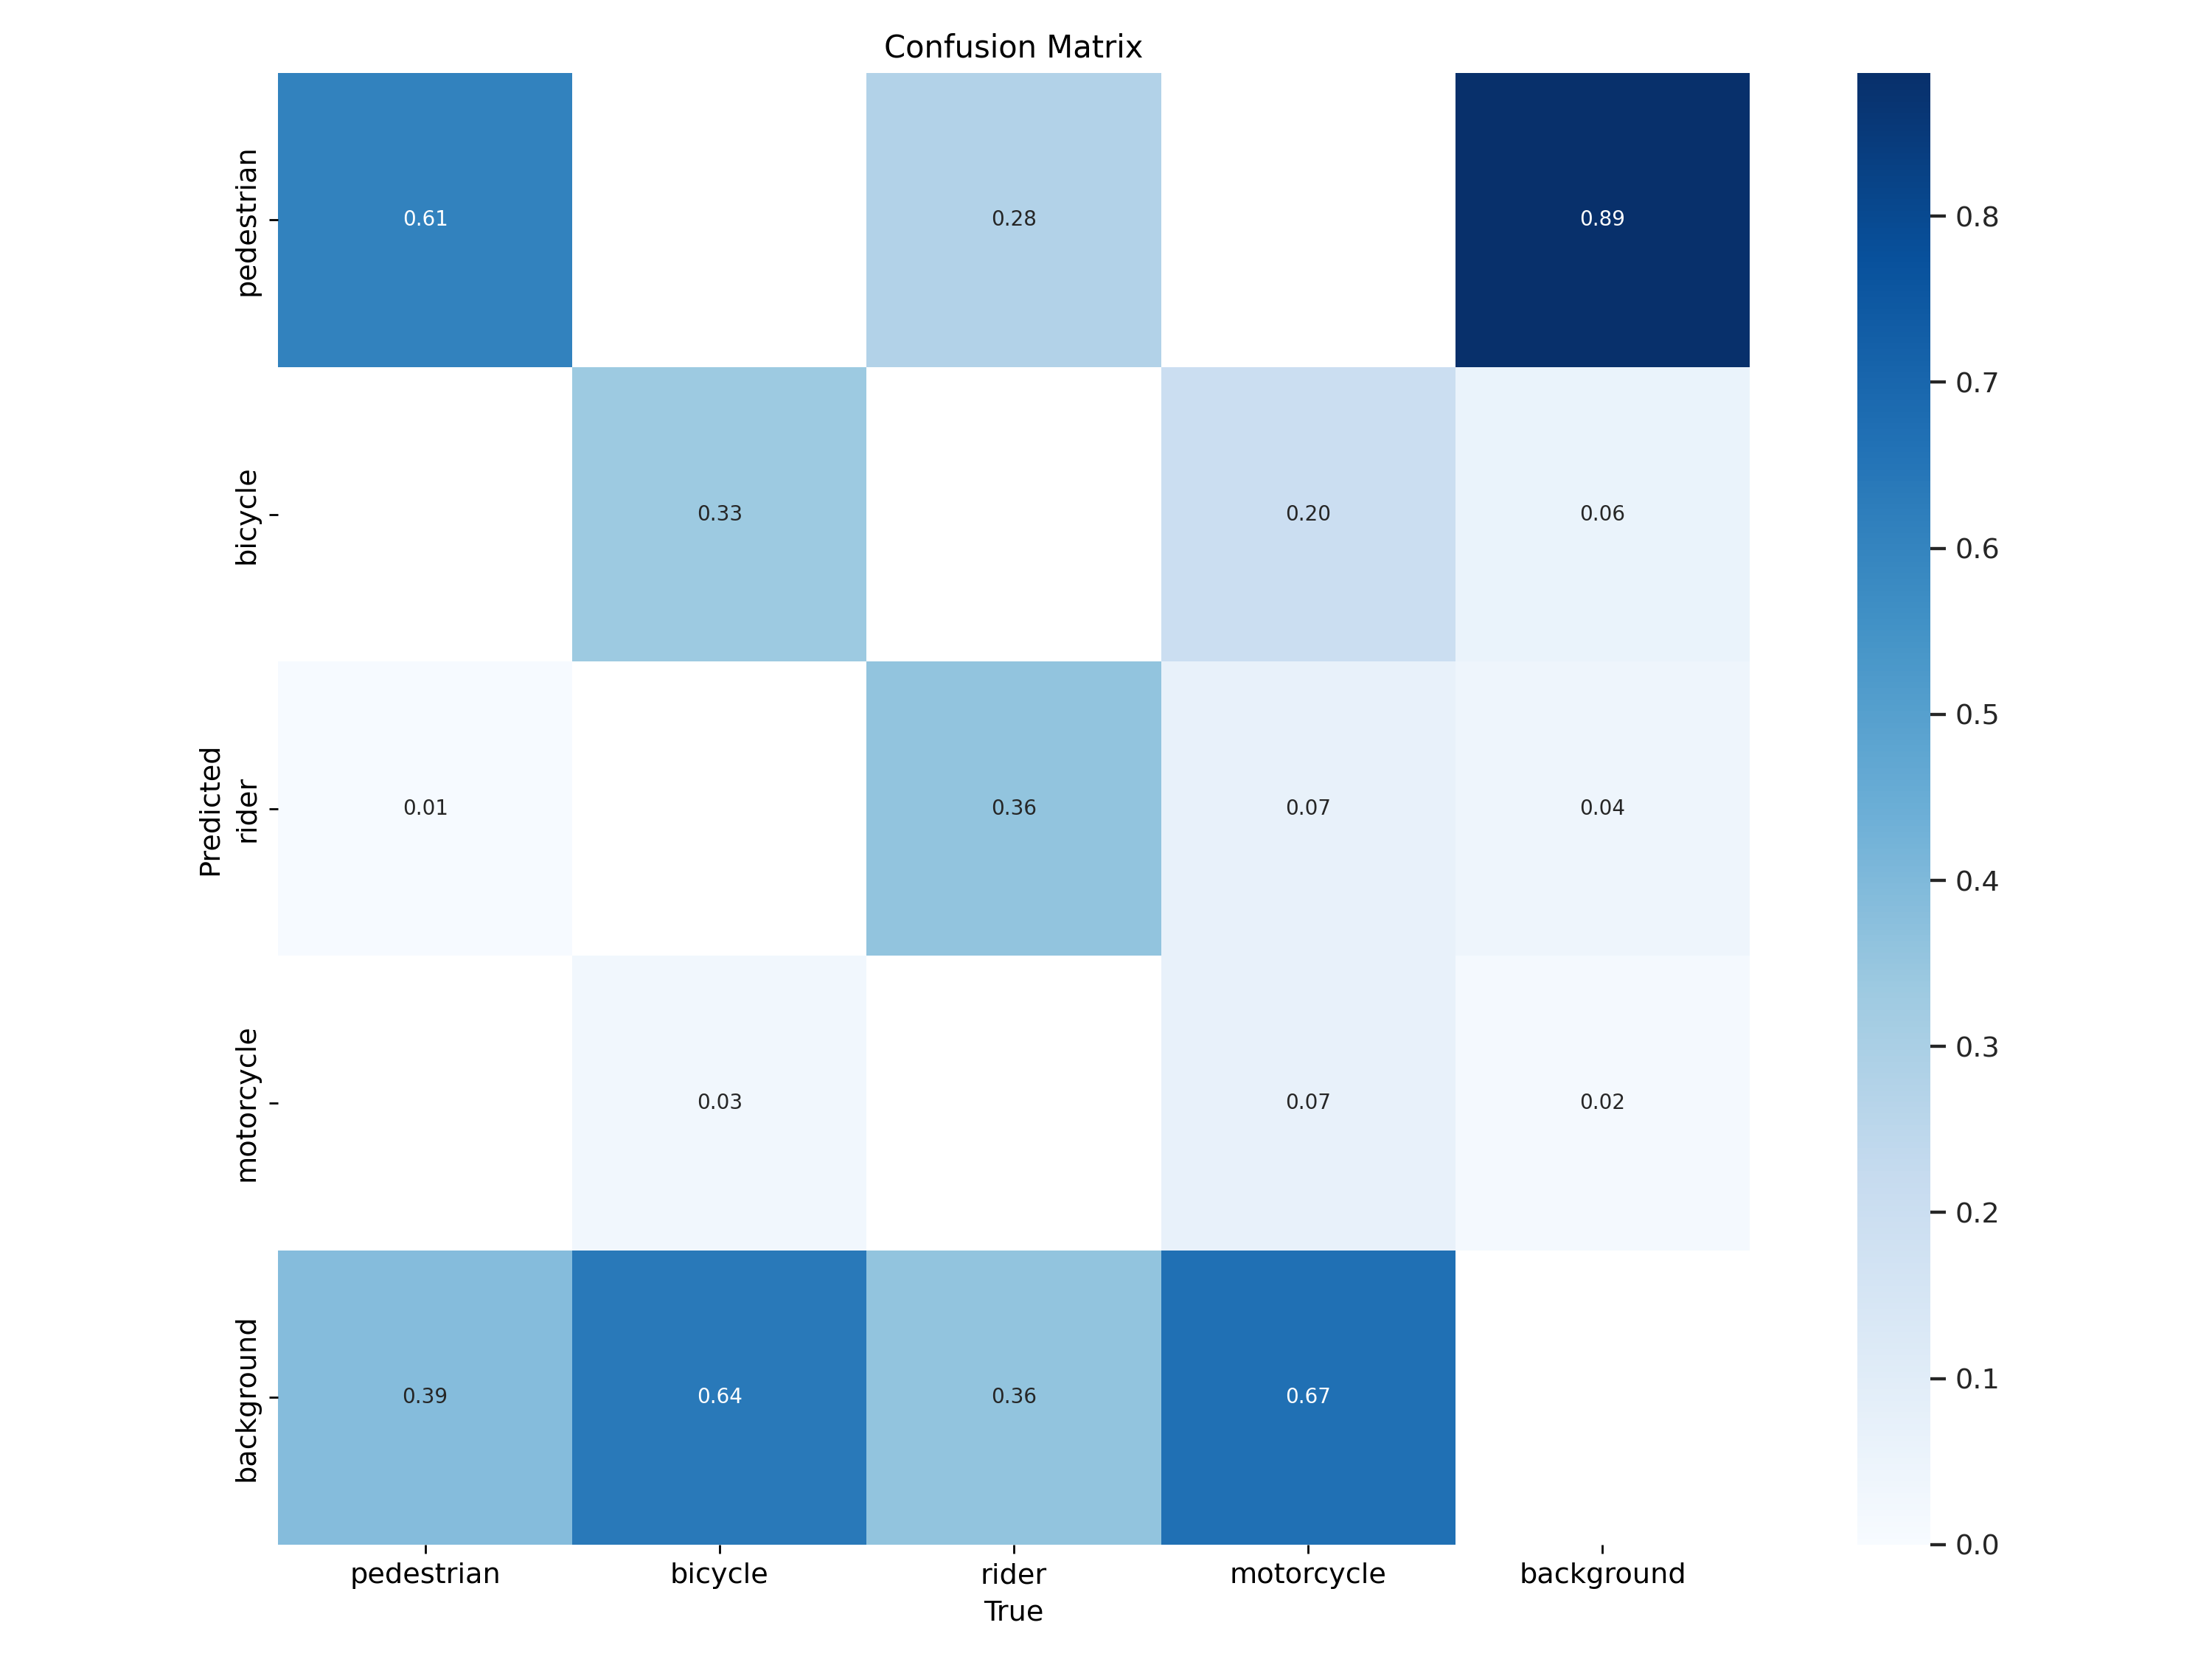 Confusion Matrix
pedestrian
0.61
0.28
0.89
0.8
0.7
bicycle
0.33
0.20
0.06
0.6
0.5
Predicted
rider
0.01
0.36
0.07
0.04
0.4
0.3
motorcycle
0.03
0.07
0.02
0.2
0.1
background
0.39
0.64
0.36
0.67
0.0
pedestrian
bicycle
rider
motorcycle
background
True